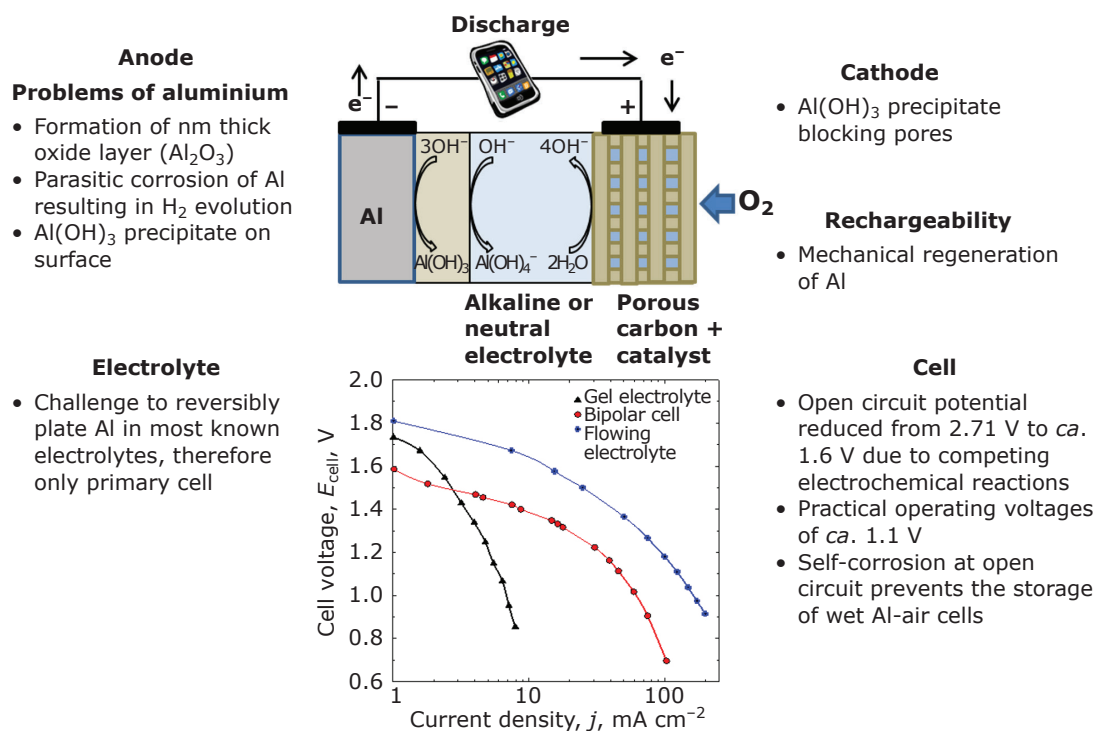 Discharge
Anode
Problems of aluminium
• Formation of nm thick
oxide layer (Al₂O₃)
• Parasitic corrosion of Al
resulting in H₂ evolution
• Al(OH)₃ precipitate on
surface
e⁻
−
+
e⁻
3OH⁻
OH⁻
4OH⁻
Al
Al(OH)₃
Al(OH)₄⁻
2H₂O
O₂
Alkaline or
neutral
electrolyte
Porous
carbon +
catalyst
Cathode
• Al(OH)₃ precipitate
blocking pores
Rechargeability
• Mechanical regeneration
of Al
Electrolyte
• Challenge to reversibly
plate Al in most known
electrolytes, therefore
only primary cell
Cell voltage, E_cell, V
2.0
1.8
1.6
1.4
1.2
1.0
0.8
0.6
Gel electrolyte
Bipolar cell
Flowing
electrolyte
1
10
100
Current density, j, mA cm⁻²
Cell
• Open circuit potential
reduced from 2.71 V to ca.
1.6 V due to competing
electrochemical reactions
• Practical operating voltages
of ca. 1.1 V
• Self-corrosion at open
circuit prevents the storage
of wet Al-air cells